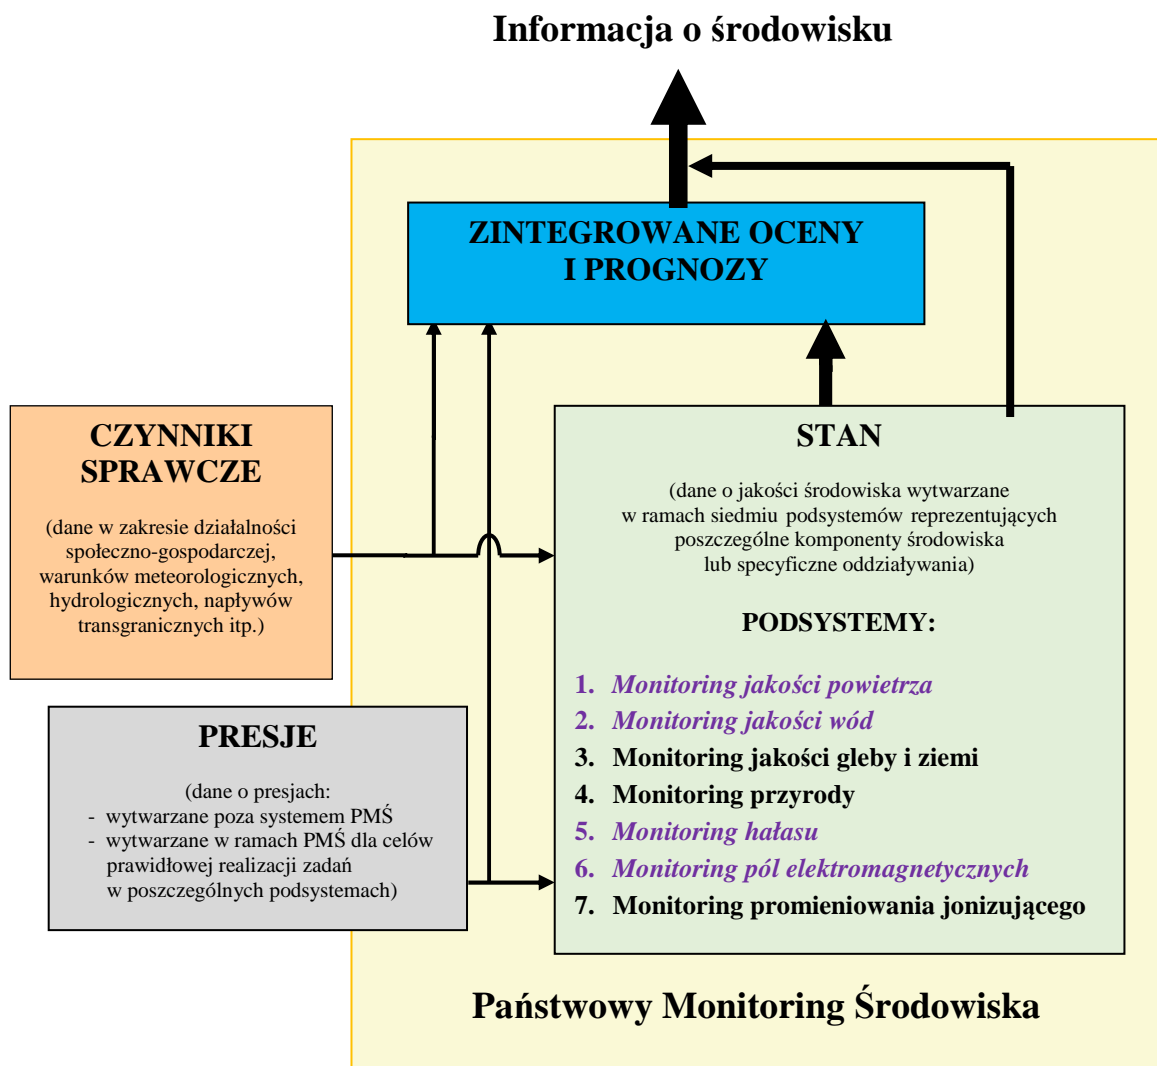 Informacja o środowisku
ZINTEGROWANE OCENY
I PROGNOZY
CZYNNIKI
SPRAWCZE
(dane w zakresie działalności
społeczno-gospodarczej,
warunków meteorologicznych,
hydrologicznych, napływów
transgranicznych itp.)
PRESJE
(dane o presjach:
- wytwarzane poza systemem PMŚ
- wytwarzane w ramach PMŚ dla celów
prawidłowej realizacji zadań
w poszczególnych podsystemach)
STAN
(dane o jakości środowiska wytwarzane
w ramach siedmiu podsystemów reprezentujących
poszczególne komponenty środowiska
lub specyficzne oddziaływania)
PODSYSTEMY:
1. Monitoring jakości powietrza
2. Monitoring jakości wód
3. Monitoring jakości gleby i ziemi
4. Monitoring przyrody
5. Monitoring hałasu
6. Monitoring pól elektromagnetycznych
7. Monitoring promieniowania jonizującego
Państwowy Monitoring Środowiska